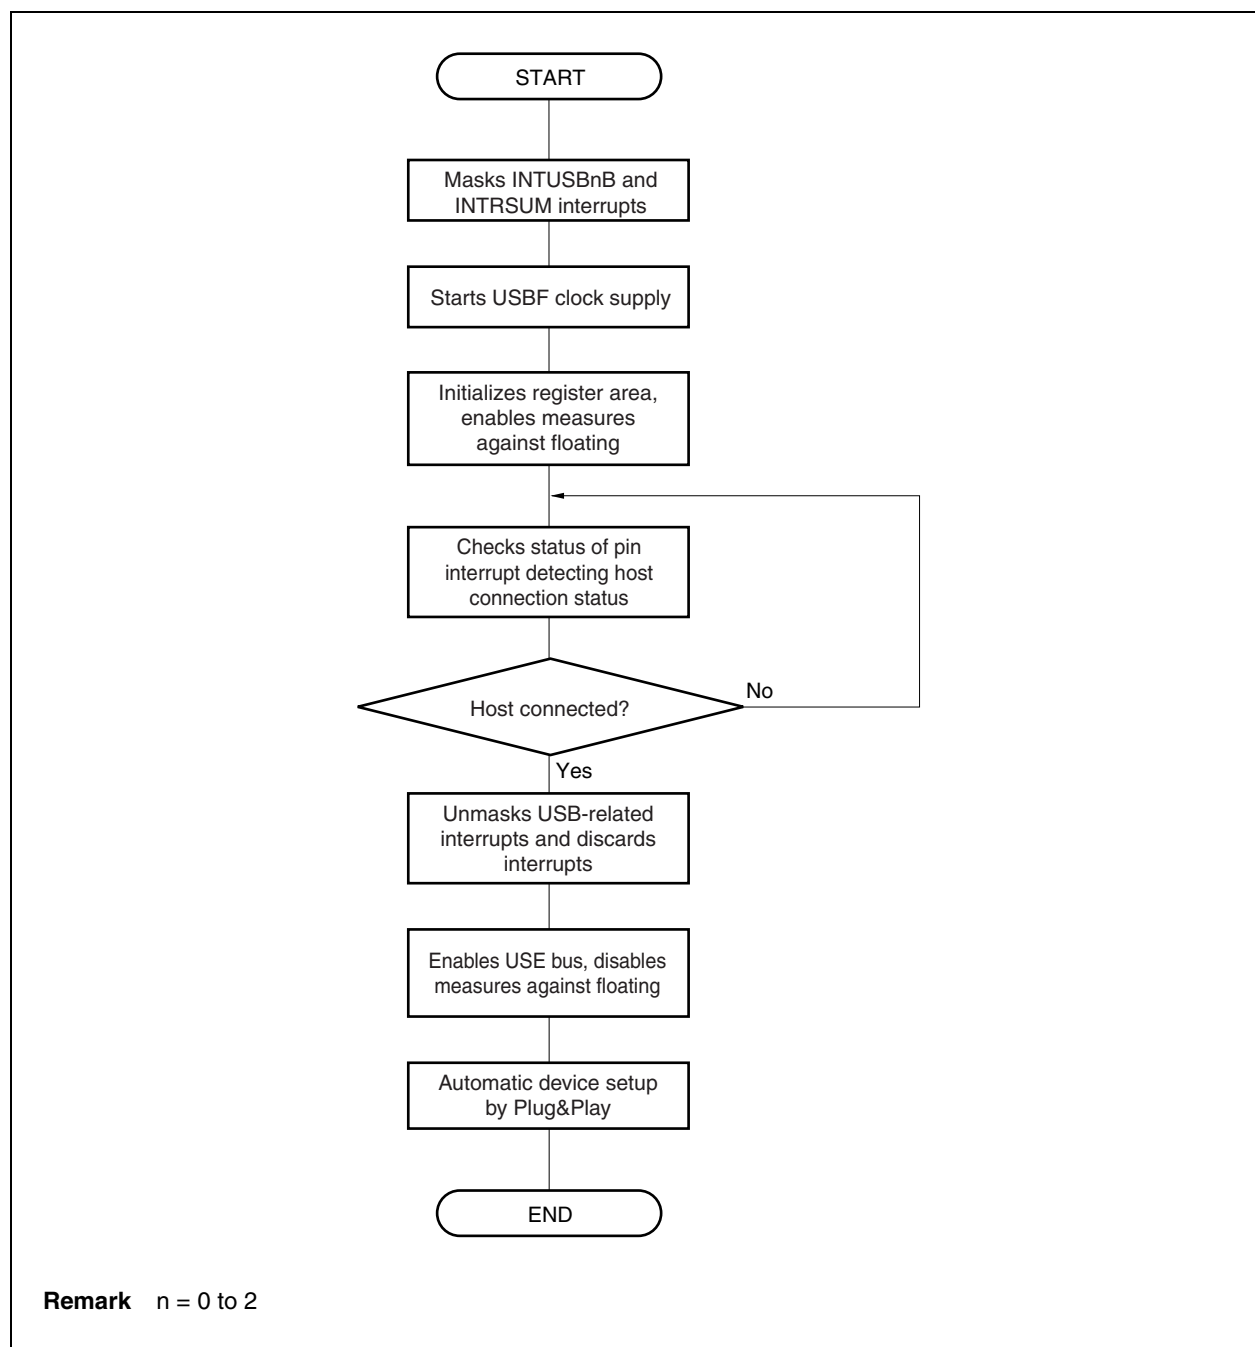 START
Masks INTUSBnB and
INTRSUM interrupts
Starts USBF clock supply
Initializes register area,
enables measures
against floating
Checks status of pin
interrupt detecting host
connection status
Host connected?
No
Yes
Unmasks USB-related
interrupts and discards
interrupts
Enables USE bus, disables
measures against floating
Automatic device setup
by Plug&Play
END
Remark n = 0 to 2